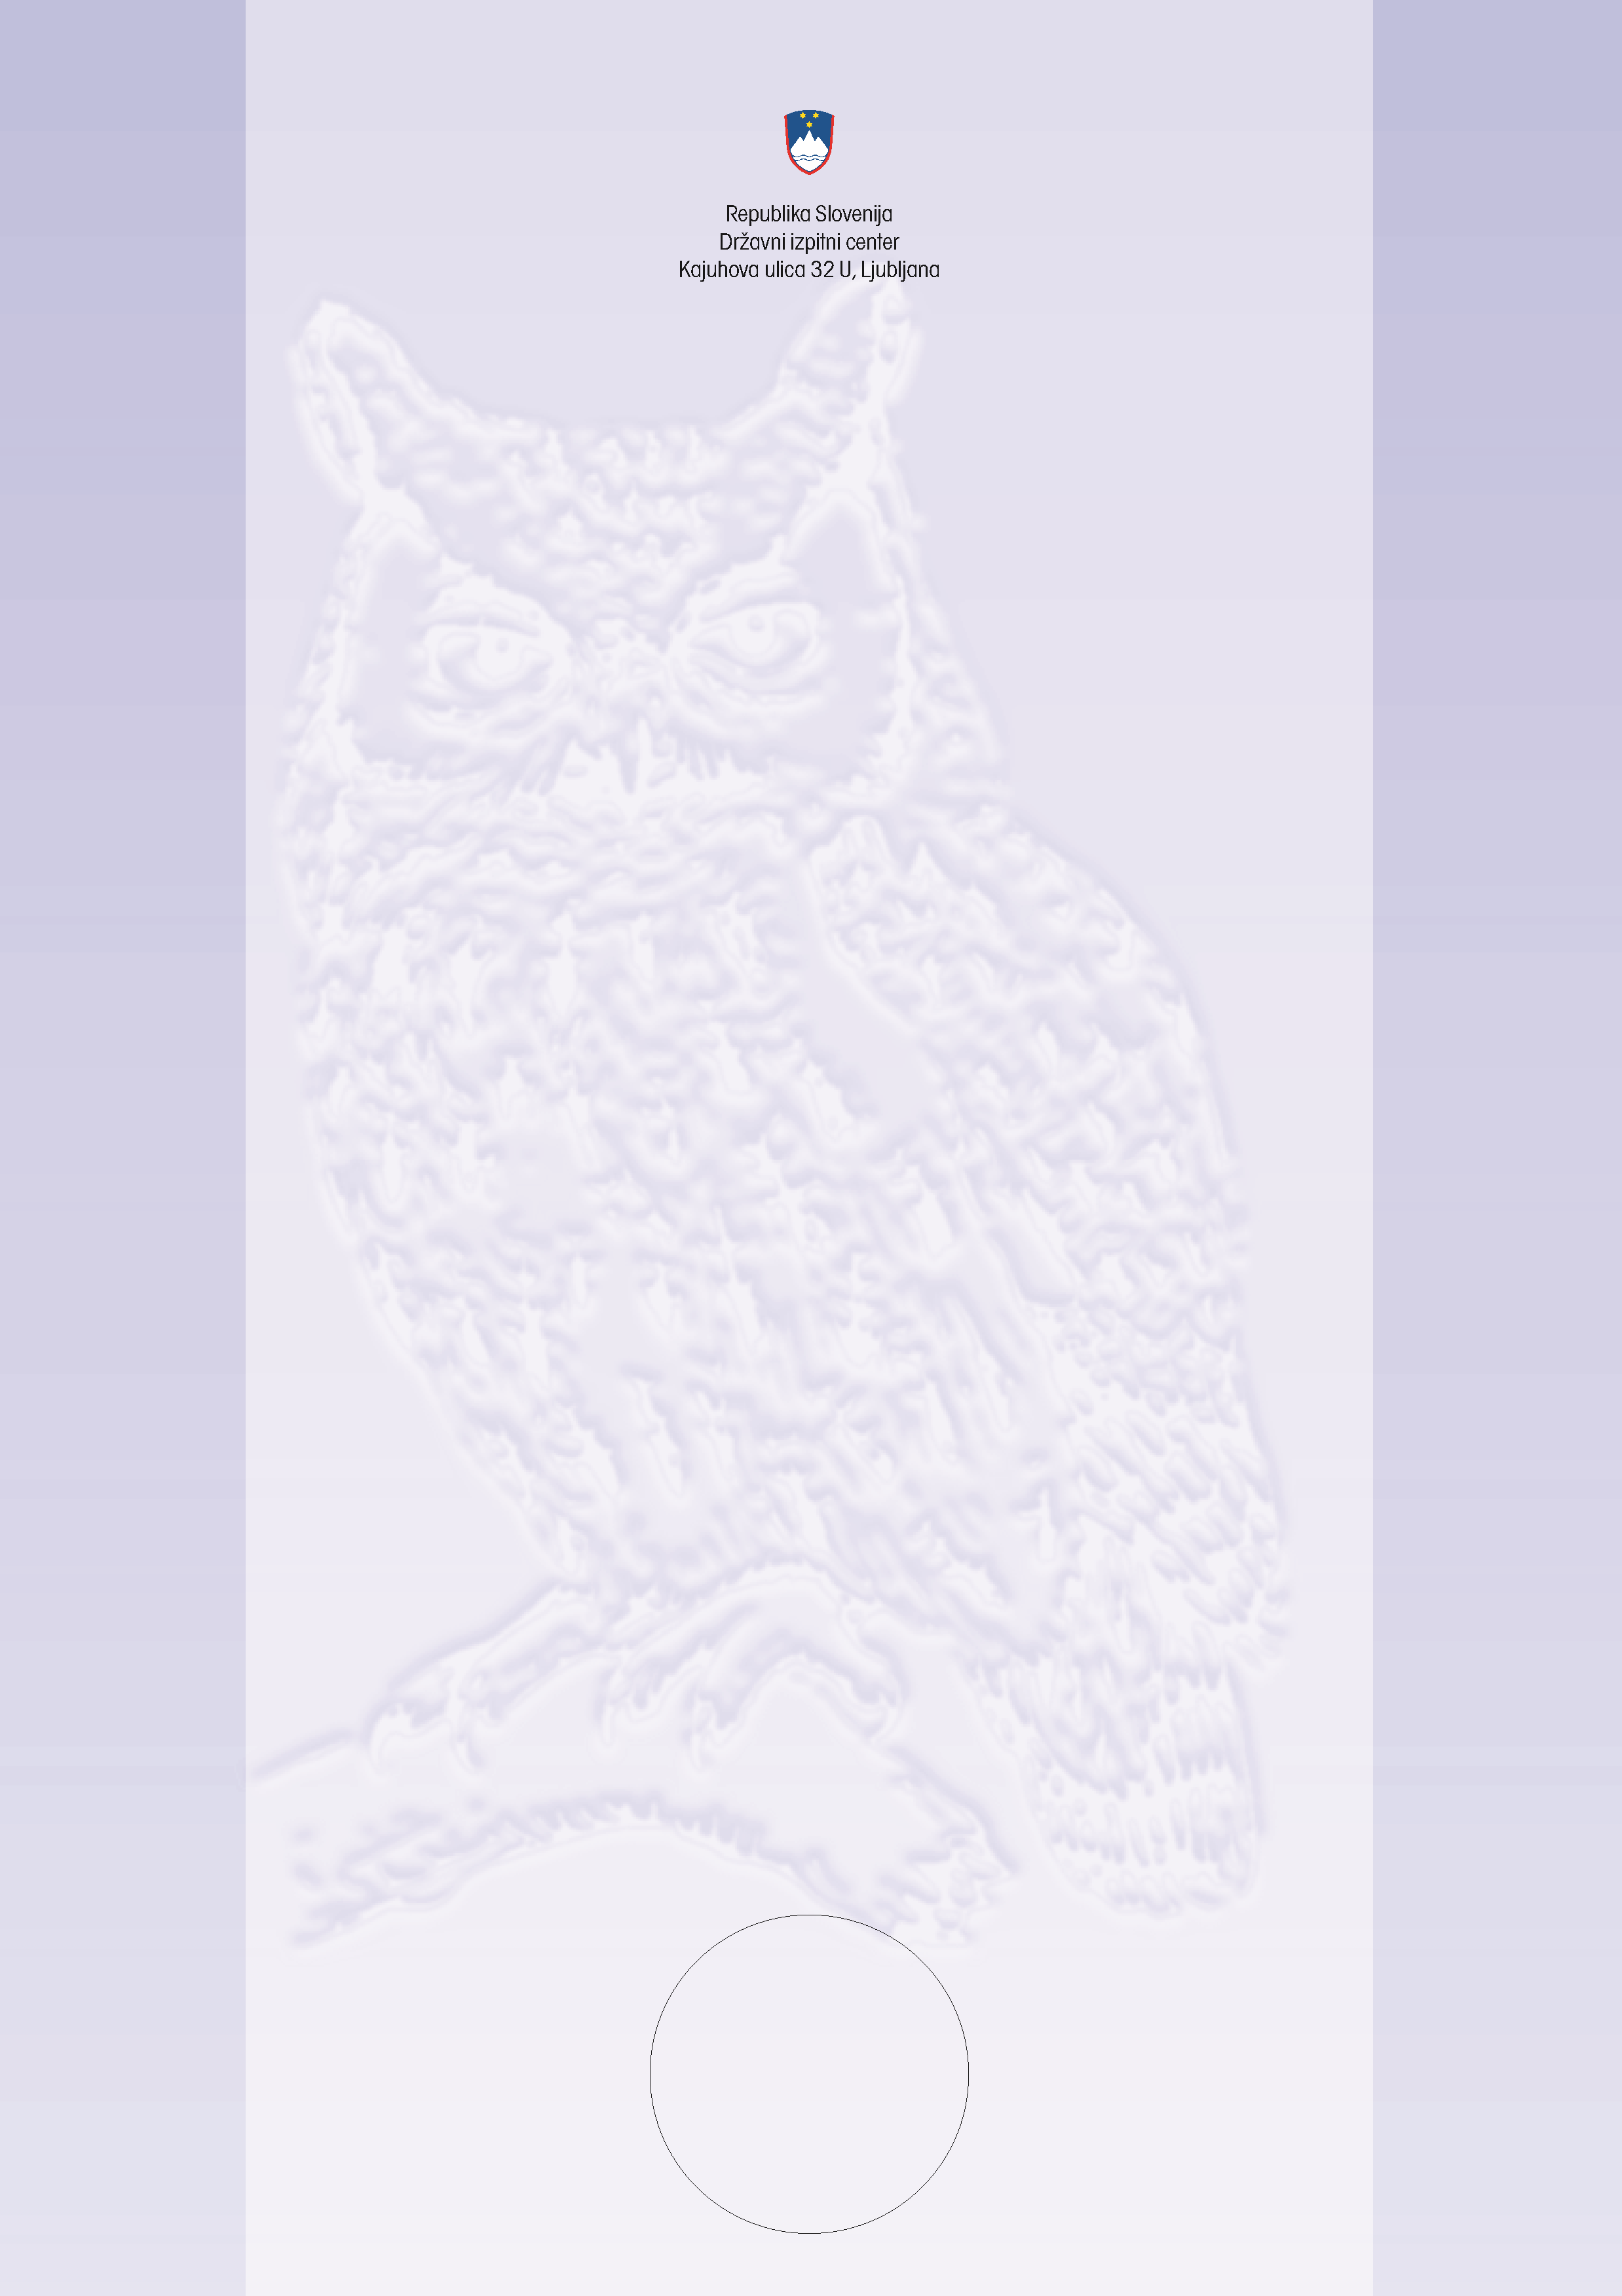 Republika Slovenija
Državni izpitni center
Kajuhova ulica 32 U, Ljubljana